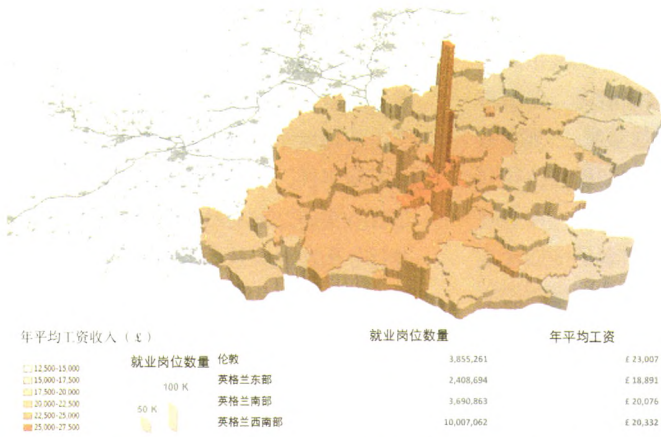 年平均工资收入（£）
12,500-15,000
15,000-17,500
17,500-20,000
20,000-22,500
22,500-25,000
25,000-27,500
就业岗位数量
100 K
50 K
就业岗位数量 年平均工资
伦敦 3,855,261 £ 23,007
英格兰东部 2,408,694 £ 18,891
英格兰南部 3,690,863 £ 20,076
英格兰西南部 10,007,062 £ 20,332